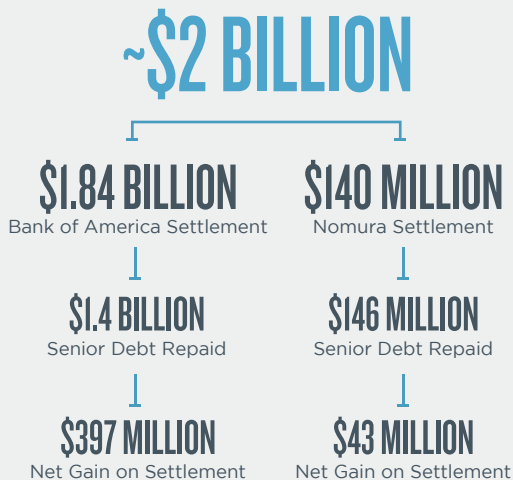 ~$2 BILLION
$1.84 BILLION
Bank of America Settlement
$140 MILLION
Nomura Settlement
$1.4 BILLION
Senior Debt Repaid
$146 MILLION
Senior Debt Repaid
$397 MILLION
Net Gain on Settlement
$43 MILLION
Net Gain on Settlement